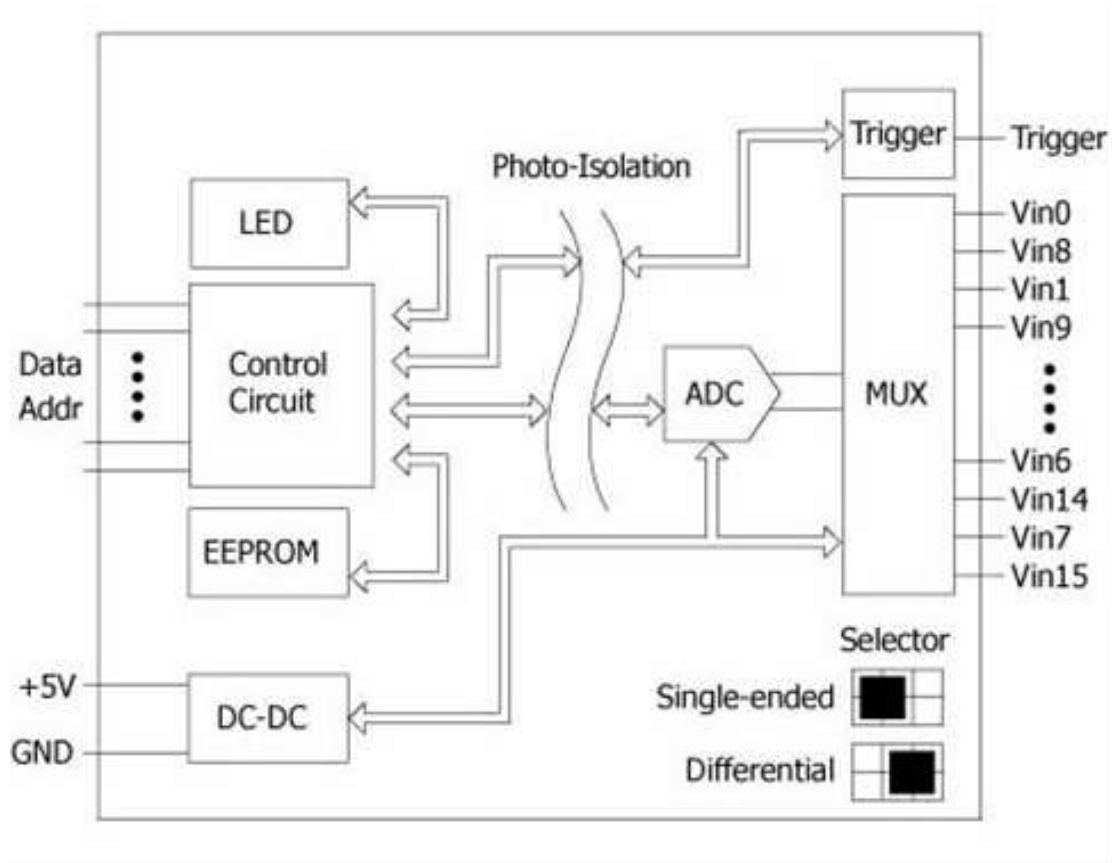 Trigger
Trigger
Photo-Isolation
LED
Vin0
Vin8
Vin1
Vin9
Data
Addr
Control
Circuit
ADC
MUX
Vin6
Vin14
Vin7
Vin15
EEPROM
Selector
+5V
GND
DC-DC
Single-ended
Differential